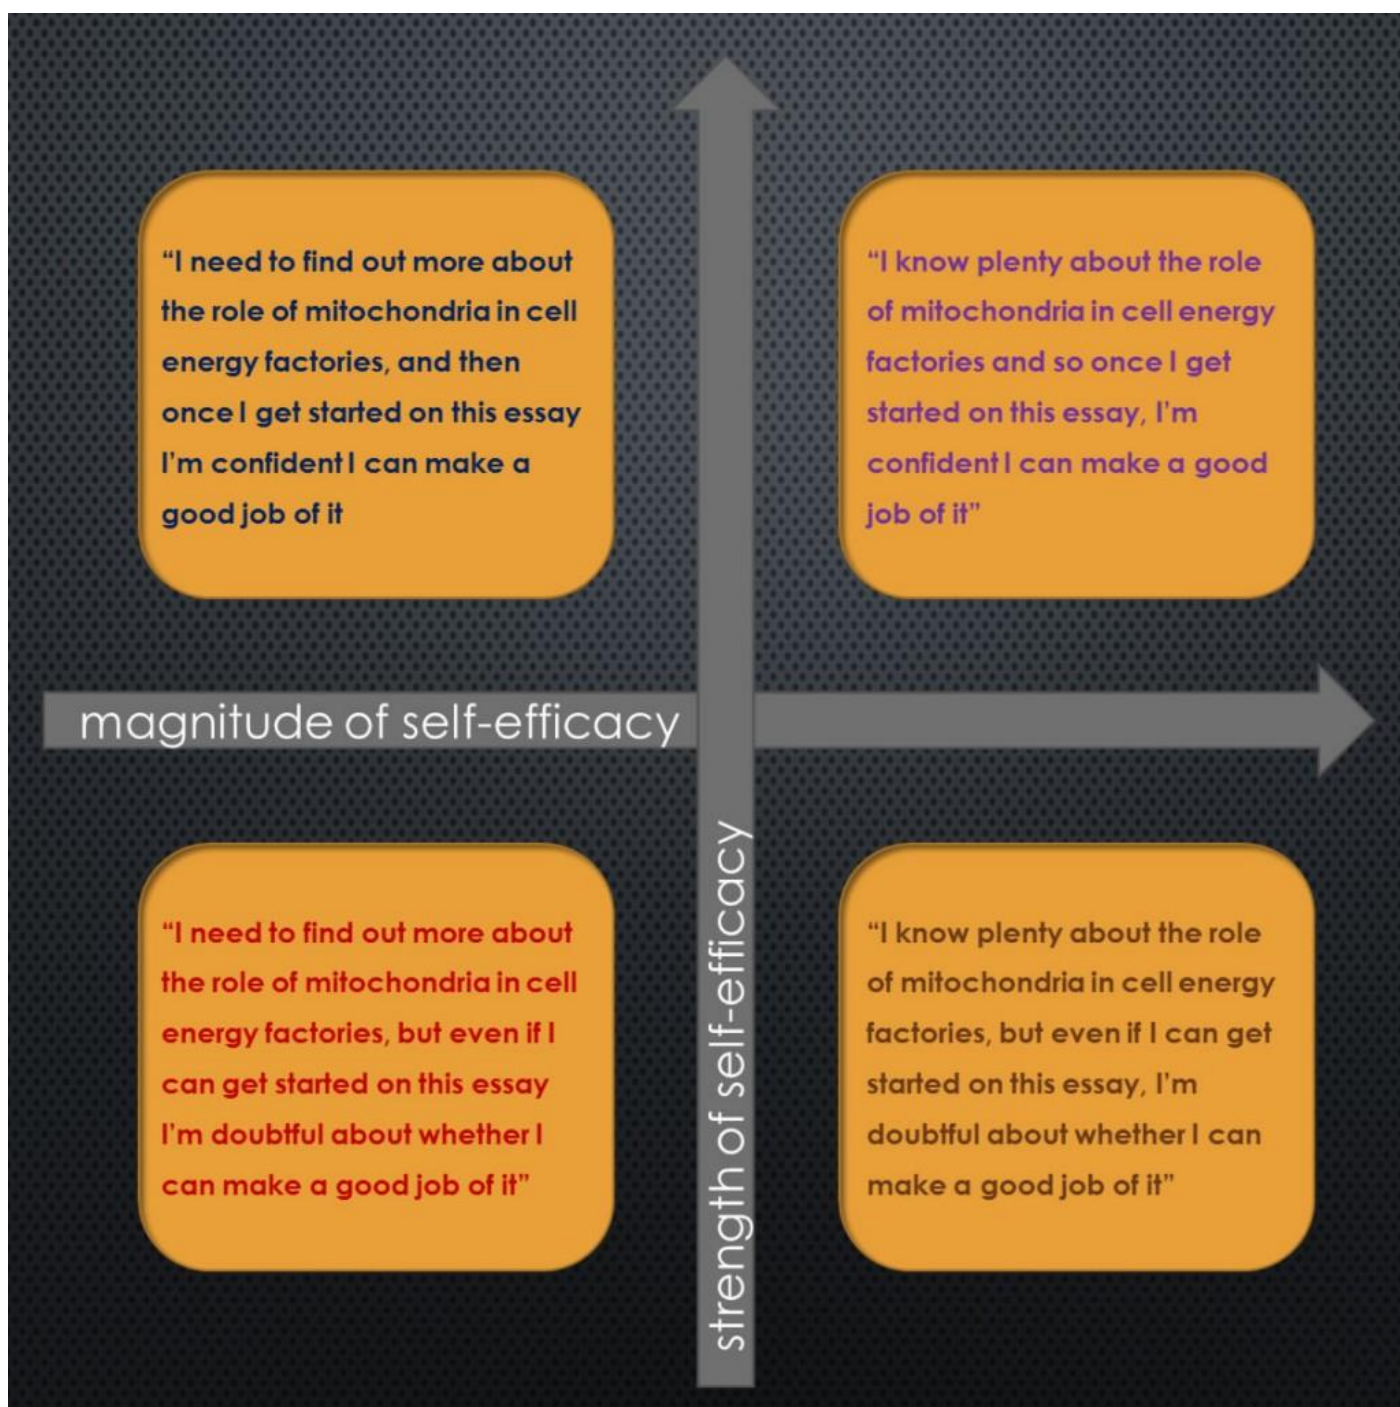 “I need to find out more about
the role of mitochondria in cell
energy factories, and then
once I get started on this essay
I’m confident I can make a
good job of it
“I know plenty about the role
of mitochondria in cell energy
factories and so once I get
started on this essay, I’m
confident I can make a good
job of it”
magnitude of self-efficacy
strength of self-efficacy
“I need to find out more about
the role of mitochondria in cell
energy factories, but even if I
can get started on this essay
I’m doubtful about whether I
can make a good job of it”
“I know plenty about the role
of mitochondria in cell energy
factories, but even if I can get
started on this essay, I’m
doubtful about whether I can
make a good job of it”